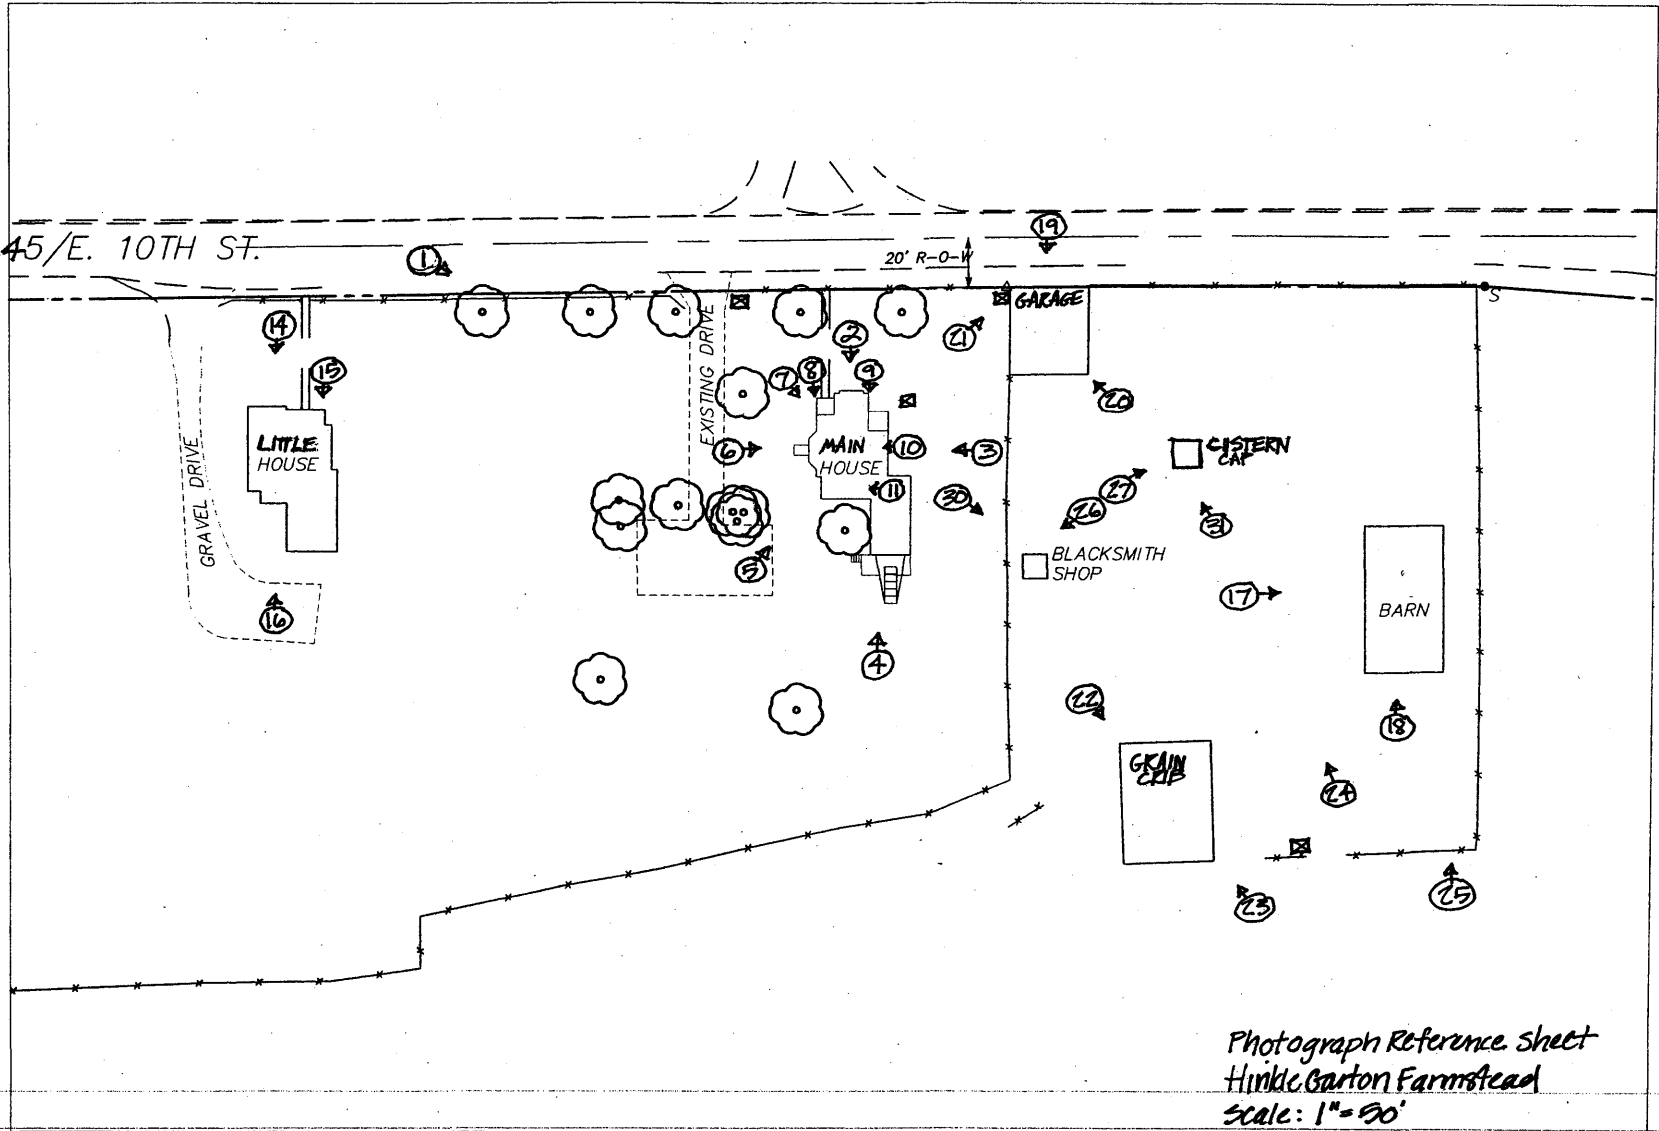 19
45/E. 10TH ST.
1
20' R-O-W
GARAGE
S
14
2
21
15
7
8
9
20
EXISTING DRIVE
LITTLE
HOUSE
6
MAIN
HOUSE
10
3
CISTERN
CAP
GRAVEL DRIVE
11
30
27
26
31
5
BLACKSMITH
SHOP
17
BARN
16
4
22
18
GRAIN
CRIB
24
23
25
Photograph Reference Sheet
Hinkle Garton Farmstead
Scale: 1"=50'